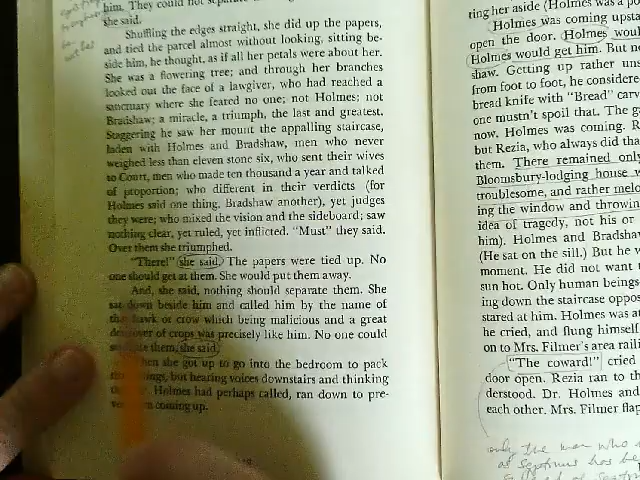 him. They could not separate
she said.
Shuffling the edges straight, she did up the papers,
and tied the parcel almost without looking, sitting be-
side him, he thought, as if all her petals were about her.
She was a flowering tree; and through her branches
looked out the face of a lawgiver, who had reached a
sanctuary where she feared no one; not Holmes; not
Bradshaw; a miracle, a triumph, the last and greatest.
Staggering he saw her mount the appalling staircase,
laden with Holmes and Bradshaw, men who never
weighed less than eleven stone six, who sent their wives
to Court, men who made ten thousand a year and talked
of proportion; who different in their verdicts (for
Holmes said one thing, Bradshaw another), yet judges
they were; who mixed the vision and the sideboard; saw
nothing clear, yet ruled, yet inflicted. "Must" they said.
Over them she triumphed.
"There!" she said. The papers were tied up. No
one should get at them. She would put them away.
And, she said, nothing should separate them. She
sat down beside him and called him by the name of
hawk or crow which being malicious and a great
of crops was precisely like him. No one could
them, she said.
she got up to go into the bedroom to pack
but hearing voices downstairs and thinking
Holmes had perhaps called, ran down to pre-
coming up.
ting her aside (Holmes was a
Holmes was coming upsta
open the door. Holmes
Holmes would get him. But
shaw. Getting up rather uns
from foot to foot, he considere
bread knife with "Bread" carv
one mustn't spoil that. The
now. Holmes was coming. R
but Rezia, who always did tha
them. There remained only
Bloomsbury-lodging house
troublesome, and rather
ing the window and throwin
idea of tragedy, not his or
him). Holmes and Bradsha
(He sat on the sill.) But he
moment. He did not want
sun hot. Only human beings
ing down the staircase oppos
stared at him. Holmes was at
he cried, and flung himself
on to Mrs. Filmer's area raili
"The coward!" cried
door open. Rezia ran to th
derstood. Dr. Holmes and
each other. Mrs. Filmer flap
only the man who